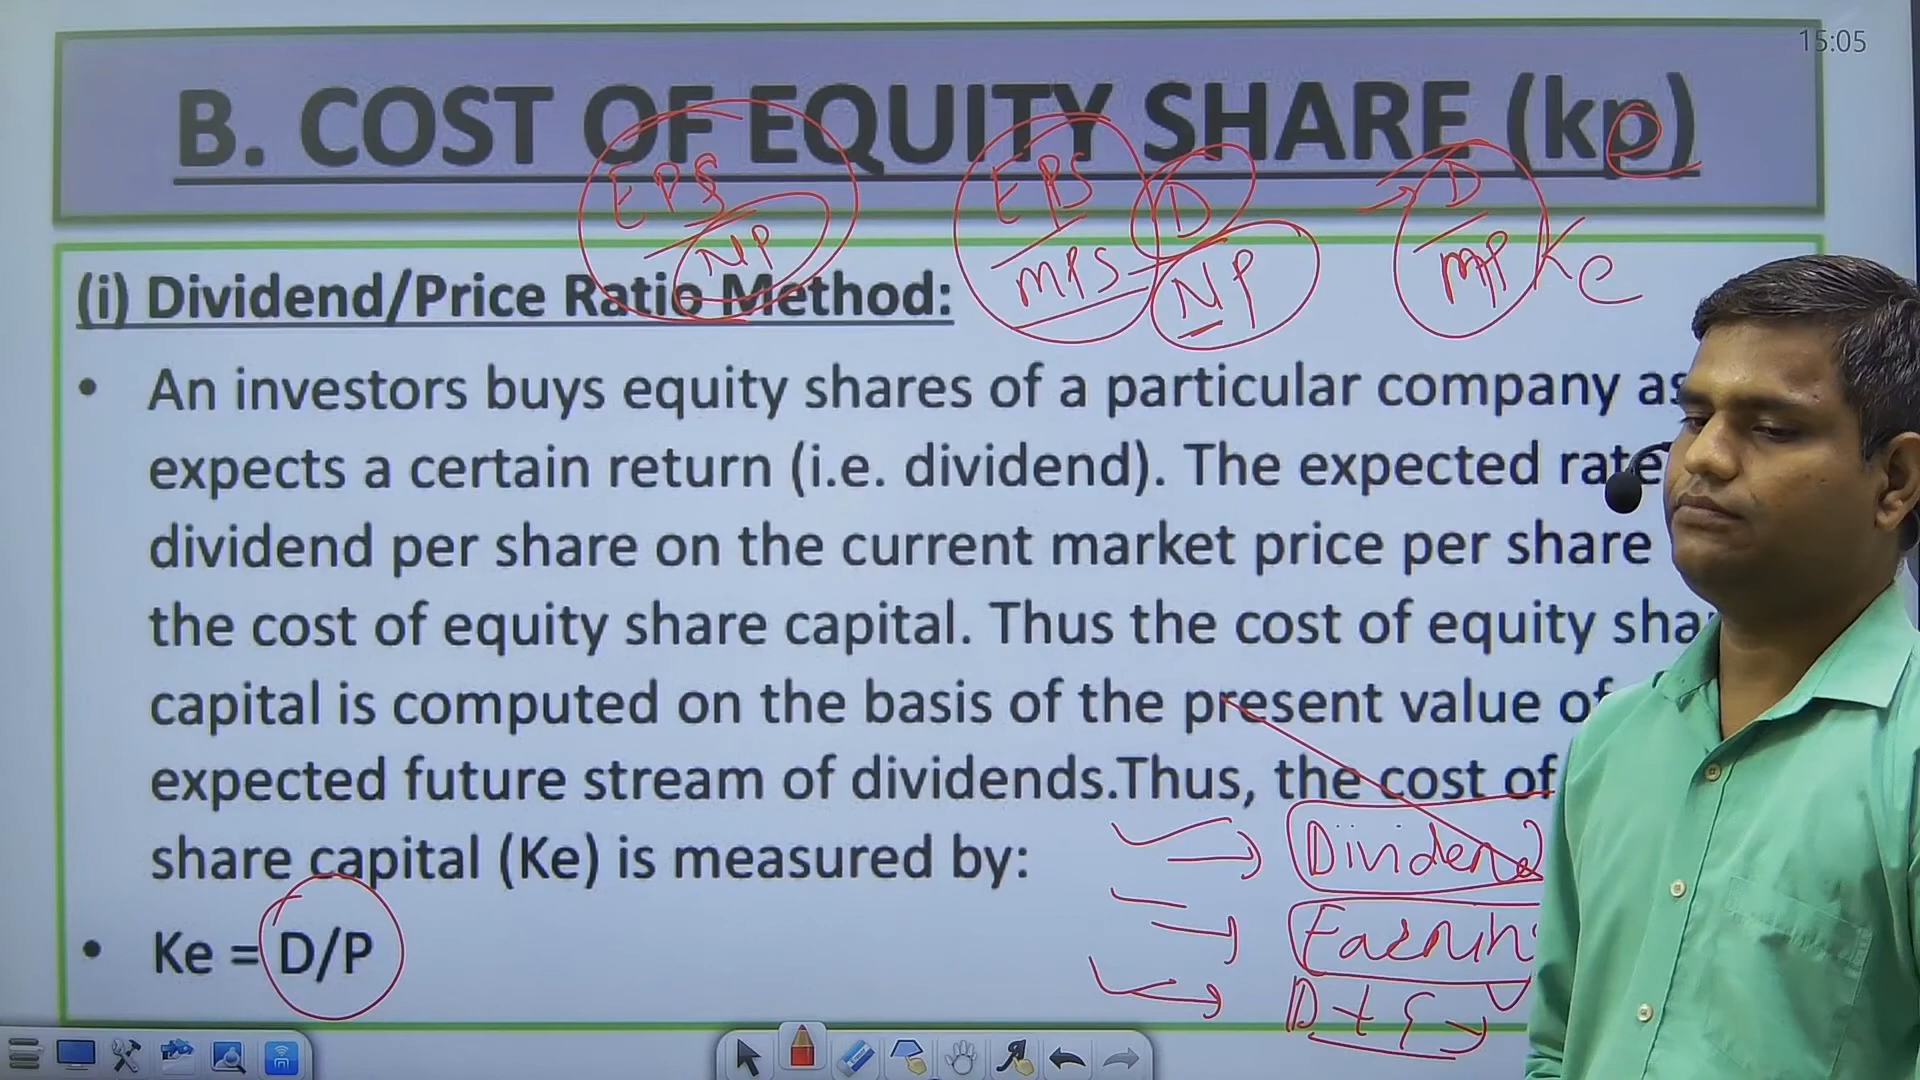 15:05
B. COST OF EQUITY SHARE (kp)
EPS
NP
EPS
MPS
D
NP
D
MP
Ke
(i) Dividend/Price Ratio Method:
• An investors buys equity shares of a particular company as
expects a certain return (i.e. dividend). The expected rate
dividend per share on the current market price per share
the cost of equity share capital. Thus the cost of equity sha
capital is computed on the basis of the present value of
expected future stream of dividends.Thus, the cost of
share capital (Ke) is measured by:
Dividend
Earnin
• Ke = D/P
D + G